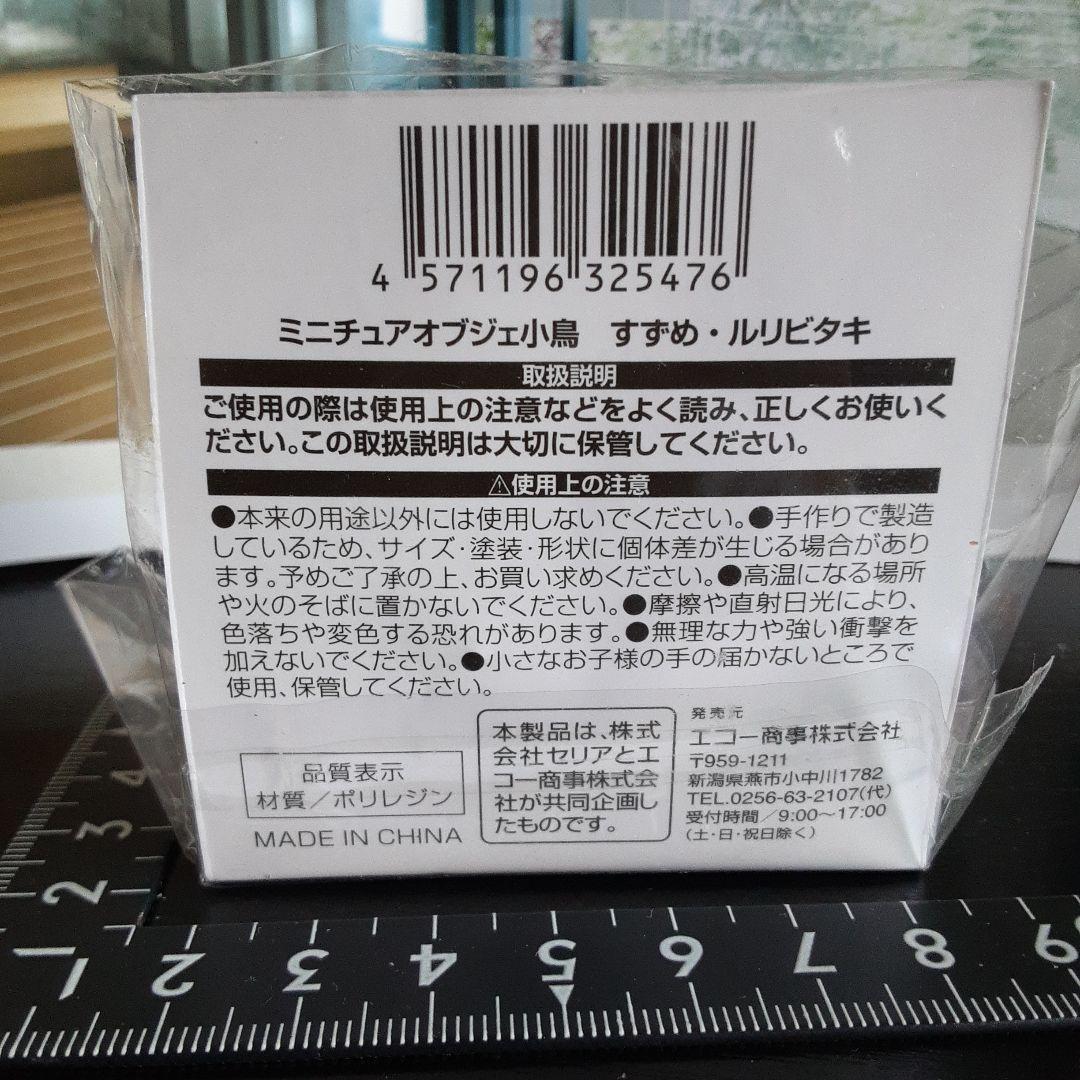 4 571196 325476
ミニチュアオブジェ小鳥　すずめ・ルリビタキ
取扱説明
ご使用の際は使用上の注意などをよく読み、正しくお使いく
ださい。この取扱説明は大切に保管してください。
⚠使用上の注意
●本来の用途以外には使用しないでください。●手作りで製造
しているため、サイズ・塗装・形状に個体差が生じる場合があり
ます。予めご了承の上、お買い求めください。●高温になる場所
や火のそばに置かないでください。●摩擦や直射日光により、
色落ちや変色する恐れがあります。●無理な力や強い衝撃を
加えないでください。●小さなお子様の手の届かないところで
使用、保管してください。
品質表示
材質／ポリレジン
MADE IN CHINA
本製品は、株式
会社セリアとエ
コー商事株式会
社が共同企画し
たものです。
発売元
エコー商事株式会社
〒959-1211
新潟県燕市小中川1782
TEL.0256-63-2107(代)
受付時間／9:00〜17:00
(土・日・祝日除く)
4
3
2
1 2 3 4 5 6 7 8 9